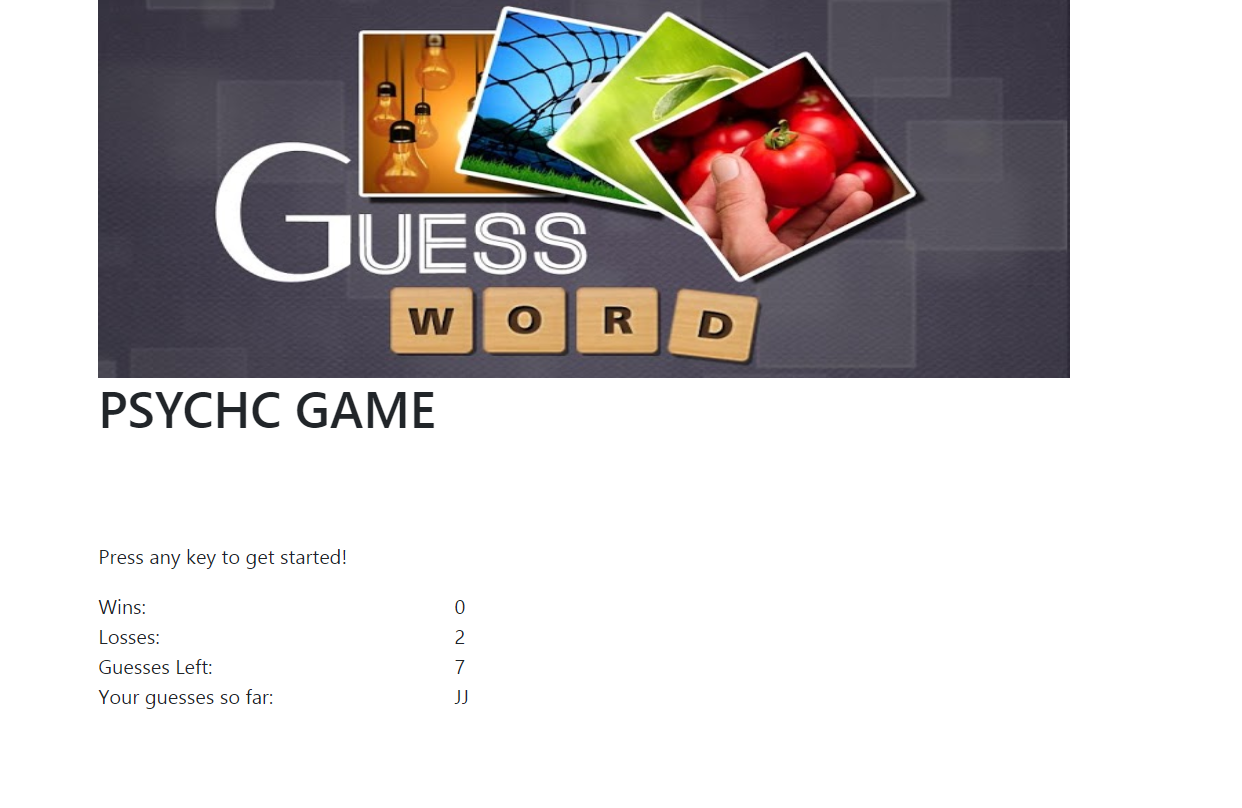 GUESS
WORD
PSYCHC GAME
Press any key to get started!
Wins: 0
Losses: 2
Guesses Left: 7
Your guesses so far: JJ